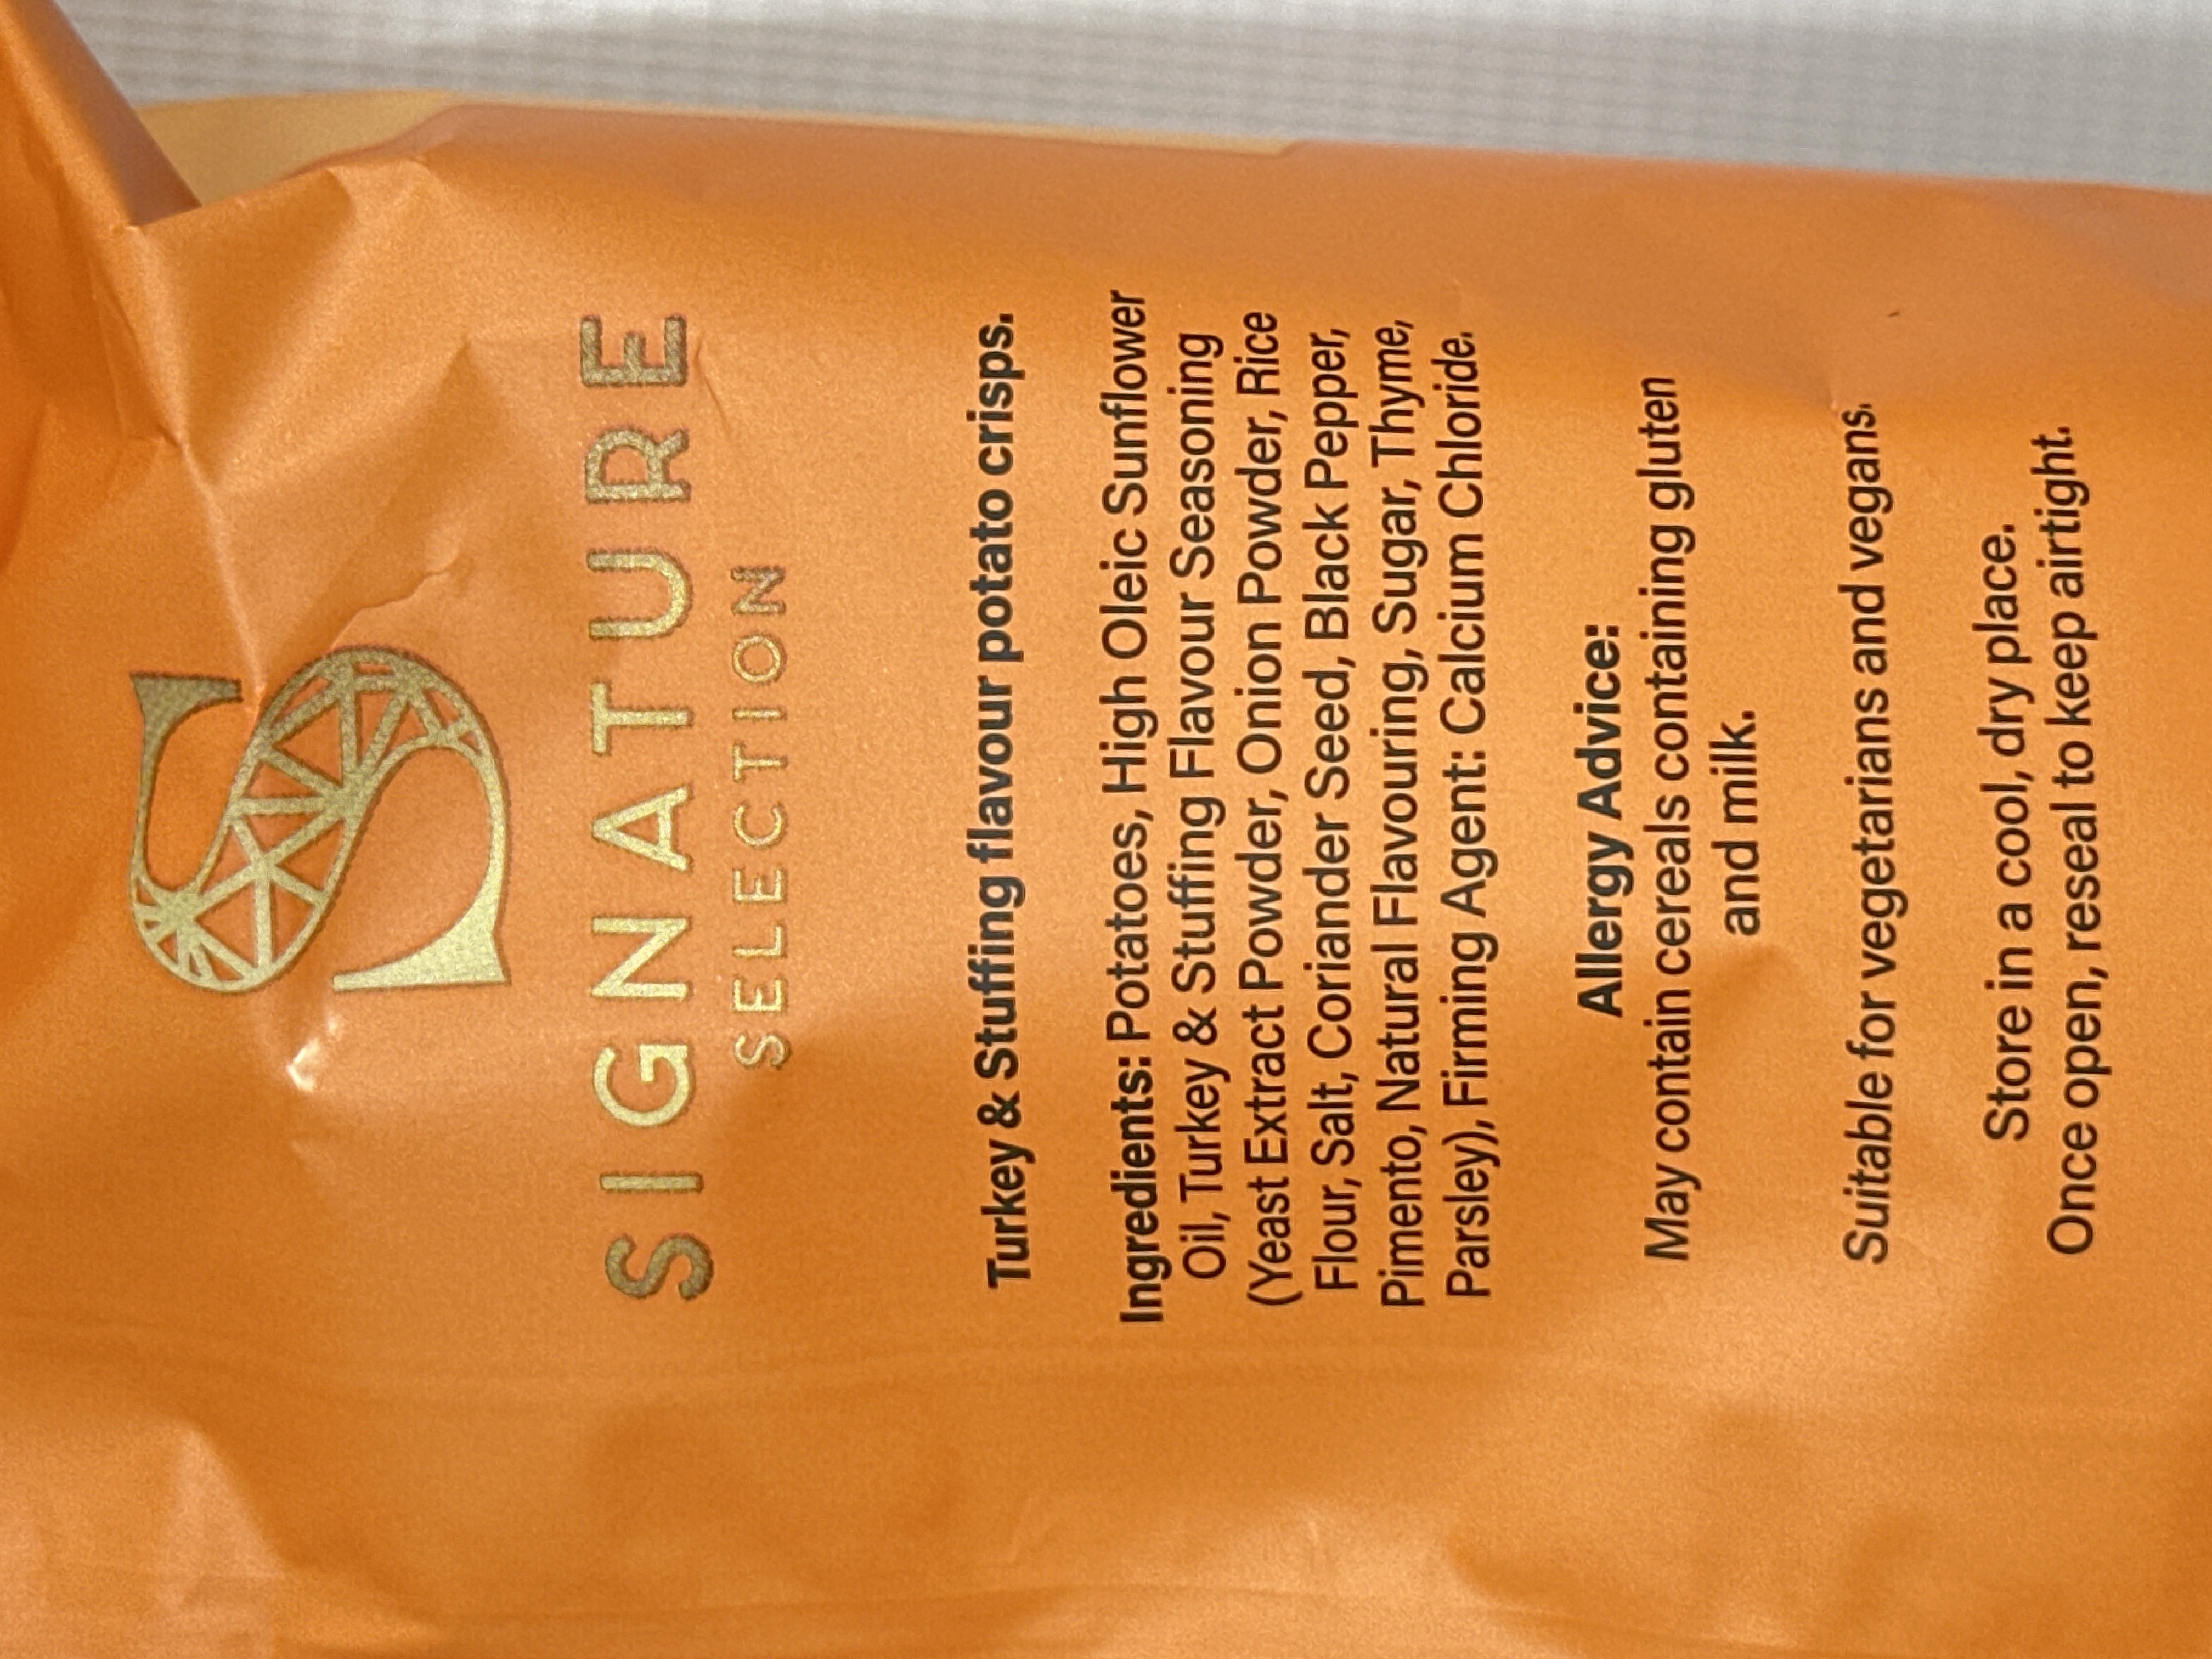 S
SIGNATURE
SELECTION
Turkey & Stuffing flavour potato crisps.
Ingredients: Potatoes, High Oleic Sunflower
Oil, Turkey & Stuffing Flavour Seasoning
(Yeast Extract Powder, Onion Powder, Rice
Flour, Salt, Coriander Seed, Black Pepper,
Pimento, Natural Flavouring, Sugar, Thyme,
Parsley), Firming Agent: Calcium Chloride.
Allergy Advice:
May contain cereals containing gluten
and milk.
Suitable for vegetarians and vegans.
Store in a cool, dry place.
Once open, reseal to keep airtight.